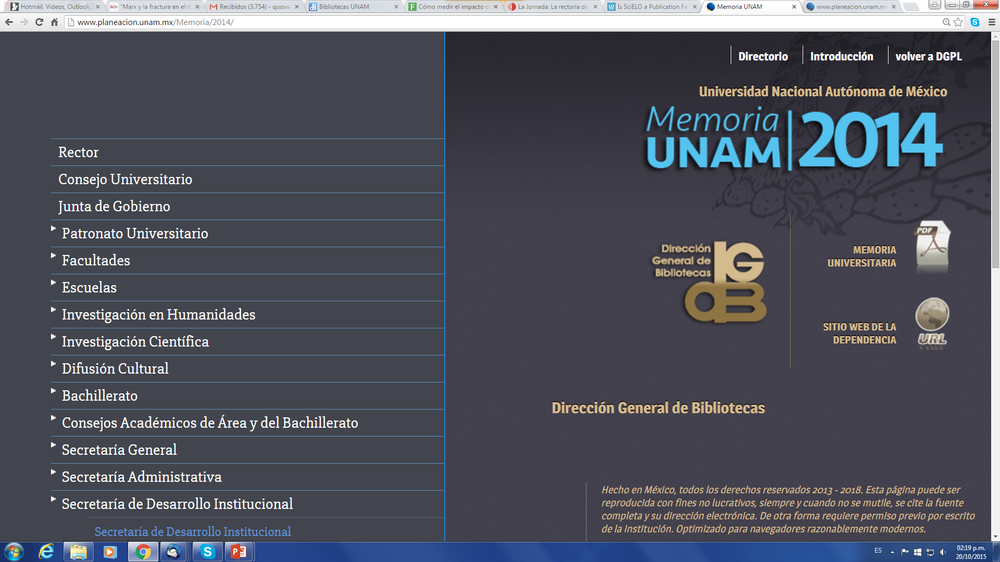 Hotmail, Videos, Outlook,
"Marx y la fractura en el m
Recibidos (3.754) - quova
Bibliotecas UNAM
Cómo medir el impacto ci
La Jornada: La rectoría de
Is SciELO a Publication Fa
Memoria UNAM
www.planeacion.unam.m
www.planeacion.unam.mx/Memoria/2014/
Directorio
Introducción
volver a DGPL
Universidad Nacional Autónoma de México
Memoria
UNAM
2014
Rector
Consejo Universitario
Junta de Gobierno
Patronato Universitario
Facultades
Escuelas
Investigación en Humanidades
Investigación Científica
Difusión Cultural
Bachillerato
Consejos Académicos de Área y del Bachillerato
Secretaría General
Secretaría Administrativa
Secretaría de Desarrollo Institucional
Secretaría de Desarrollo Institucional
Dirección
General de
Bibliotecas
DGB
PDF
MEMORIA
UNIVERSITARIA
SITIO WEB DE LA
DEPENDENCIA
URL
Dirección General de Bibliotecas
Hecho en México, todos los derechos reservados 2013 - 2018. Esta página puede ser
reproducida con fines no lucrativos, siempre y cuando no se mutile, se cite la fuente
completa y su dirección electrónica. De otra forma requiere permiso previo por escrito
de la institución. Optimizado para navegadores razonablemente modernos.
ES
02:19 p.m.
20/10/2015